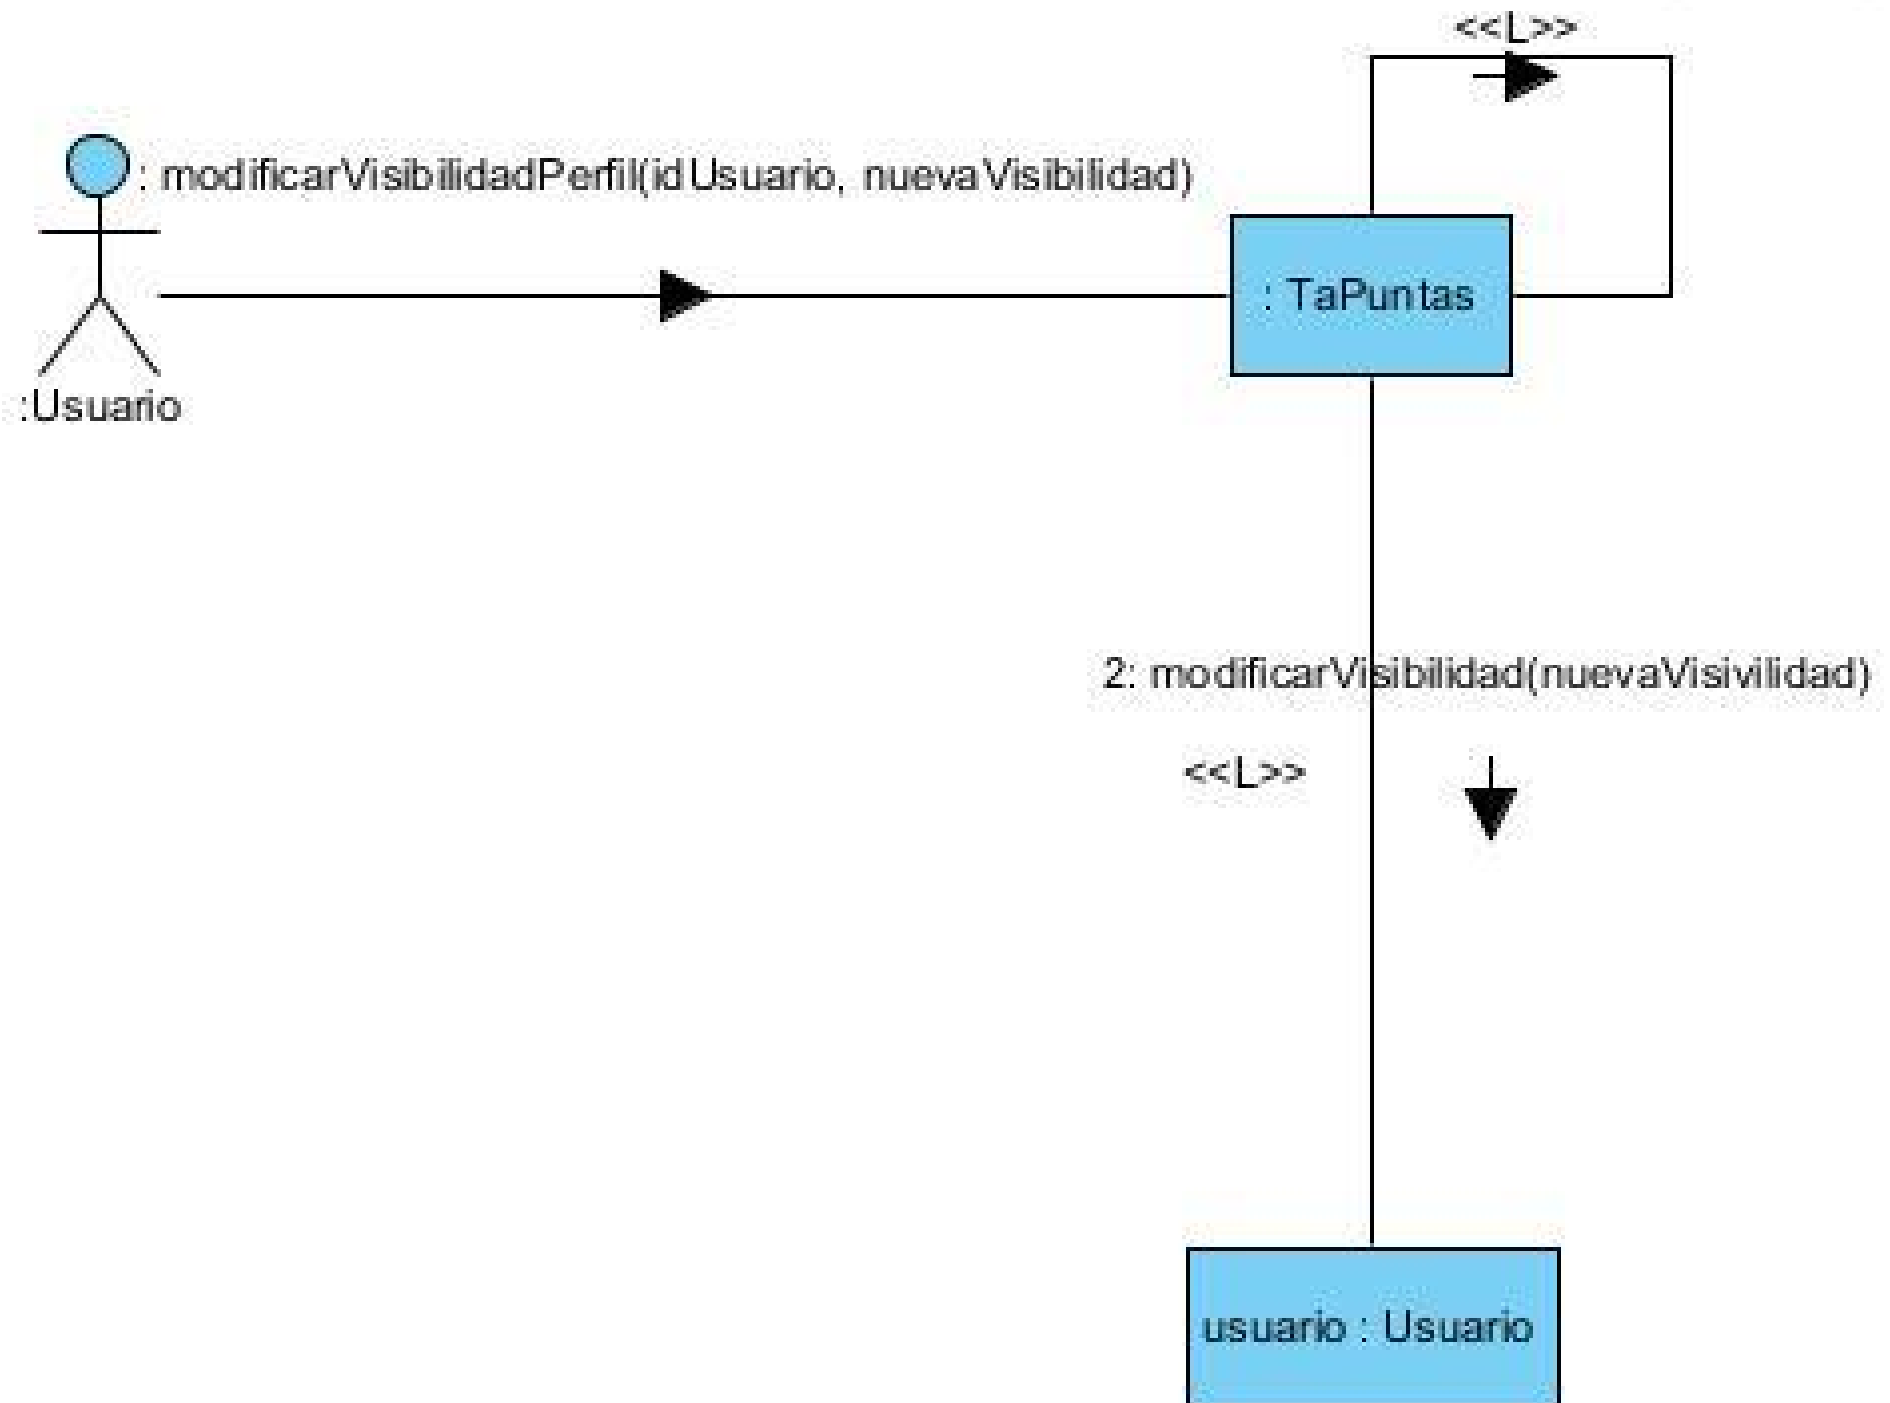 <<L>>
: modificarVisibilidadPerfil(idUsuario, nuevaVisibilidad)
: TaPuntas
:Usuario
2: modificarVisibilidad(nuevaVisivilidad)
<<L>>
usuario : Usuario